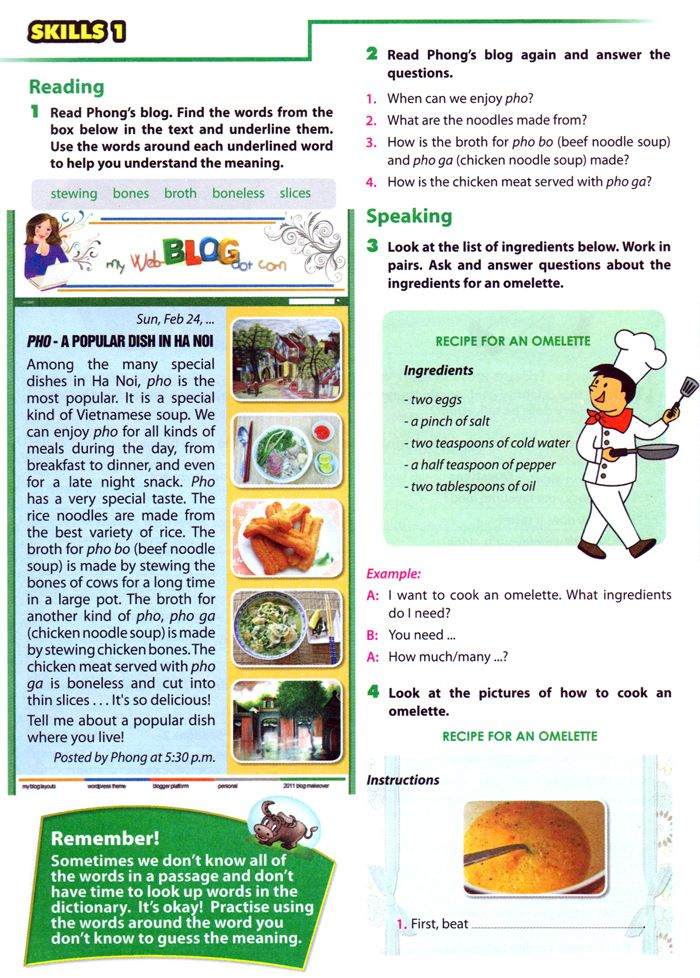 SKILLS 1
Reading
1 Read Phong's blog. Find the words from the
box below in the text and underline them.
Use the words around each underlined word
to help you understand the meaning.
stewing bones broth boneless slices
my Web BLOG dot com
Sun, Feb 24, ...
PHO - A POPULAR DISH IN HA NOI
Among the many special
dishes in Ha Noi, pho is the
most popular. It is a special
kind of Vietnamese soup. We
can enjoy pho for all kinds of
meals during the day, from
breakfast to dinner, and even
for a late night snack. Pho
has a very special taste. The
rice noodles are made from
the best variety of rice. The
broth for pho bo (beef noodle
soup) is made by stewing the
bones of cows for a long time
in a large pot. The broth for
another kind of pho, pho ga
(chicken noodle soup) is made
by stewing chicken bones. The
chicken meat served with pho
ga is boneless and cut into
thin slices . . . It's so delicious!
Tell me about a popular dish
where you live!
Posted by Phong at 5:30 p.m.
my blog layouts wordpress theme blogger platform personal 2011 blog makeover
Remember!
Sometimes we don't know all of
the words in a passage and don't
have time to look up words in the
dictionary. It's okay! Practise using
the words around the word you
don't know to guess the meaning.
2 Read Phong's blog again and answer the
questions.
1. When can we enjoy pho?
2. What are the noodles made from?
3. How is the broth for pho bo (beef noodle soup)
and pho ga (chicken noodle soup) made?
4. How is the chicken meat served with pho ga?
Speaking
3 Look at the list of ingredients below. Work in
pairs. Ask and answer questions about the
ingredients for an omelette.
RECIPE FOR AN OMELETTE
Ingredients
- two eggs
- a pinch of salt
- two teaspoons of cold water
- a half teaspoon of pepper
- two tablespoons of oil
Example:
A: I want to cook an omelette. What ingredients
do I need?
B: You need ...
A: How much/many ...?
4 Look at the pictures of how to cook an
omelette.
RECIPE FOR AN OMELETTE
Instructions
1. First, beat .